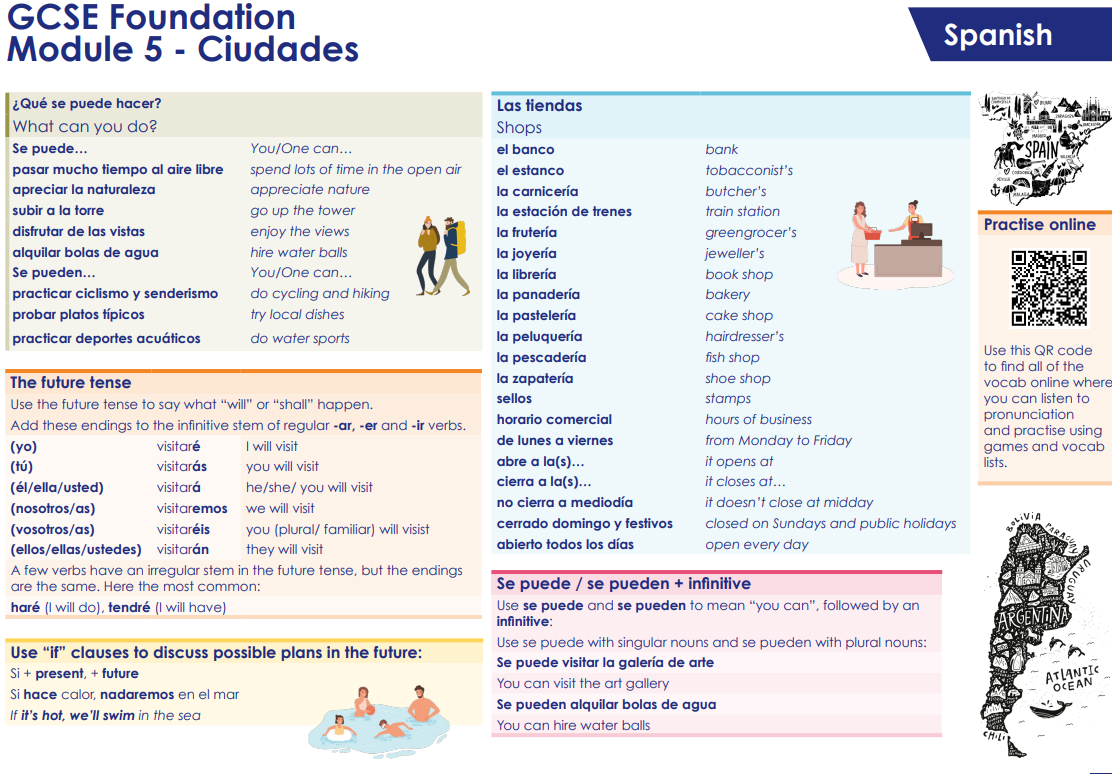 GCSE Foundation
Module 5 - Ciudades
Spanish
¿Qué se puede hacer?
What can you do?
Se puede… You/One can…
pasar mucho tiempo al aire libre spend lots of time in the open air
apreciar la naturaleza appreciate nature
subir a la torre go up the tower
disfrutar de las vistas enjoy the views
alquilar bolas de agua hire water balls
Se pueden… You/One can…
practicar ciclismo y senderismo do cycling and hiking
probar platos típicos try local dishes
practicar deportes acuáticos do water sports
The future tense
Use the future tense to say what “will” or “shall” happen.
Add these endings to the infinitive stem of regular -ar, -er and -ir verbs.
(yo) visitaré I will visit
(tú) visitarás you will visit
(él/ella/usted) visitará he/she/ you will visit
(nosotros/as) visitaremos we will visit
(vosotros/as) visitaréis you (plural/ familiar) will visist
(ellos/ellas/ustedes) visitarán they will visit
A few verbs have an irregular stem in the future tense, but the endings
are the same. Here the most common:
haré (I will do), tendré (I will have)
Use “if” clauses to discuss possible plans in the future:
Si + present, + future
Si hace calor, nadaremos en el mar
If it’s hot, we’ll swim in the sea
Las tiendas
Shops
el banco bank
el estanco tobacconist’s
la carnicería butcher’s
la estación de trenes train station
la frutería greengrocer’s
la joyería jeweller’s
la librería book shop
la panadería bakery
la pastelería cake shop
la peluquería hairdresser’s
la pescadería fish shop
la zapatería shoe shop
sellos stamps
horario comercial hours of business
de lunes a viernes from Monday to Friday
abre a la(s)… it opens at
cierra a la(s)… it closes at…
no cierra a mediodía it doesn’t close at midday
cerrado domingo y festivos closed on Sundays and public holidays
abierto todos los días open every day
Se puede / se pueden + infinitive
Use se puede and se pueden to mean “you can”, followed by an
infinitive:
Use se puede with singular nouns and se pueden with plural nouns:
Se puede visitar la galería de arte
You can visit the art gallery
Se pueden alquilar bolas de agua
You can hire water balls
BILBAO
ZARAGOZA
MADRID
SPAIN
MALAGA
Practise online
Use this QR code
to find all of the
vocab online where
you can listen to
pronunciation
and practise using
games and vocab
lists.
BOLIVIA
PARAGUAY
URUGUAY
ARGENTINA
ATLANTIC
OCEAN
CHILI